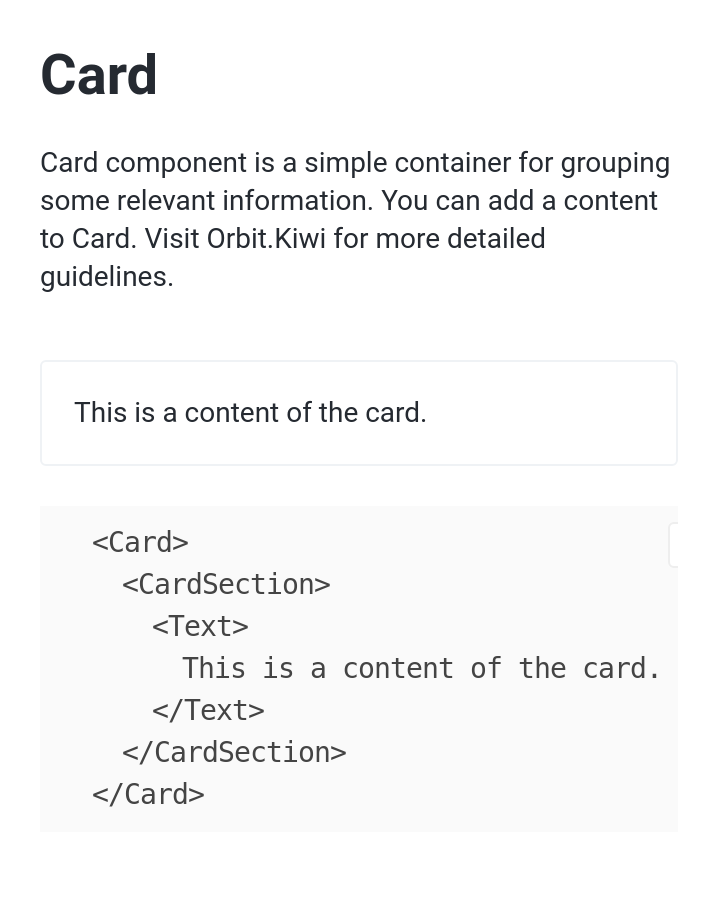 Card
Card component is a simple container for grouping
some relevant information. You can add a content
to Card. Visit Orbit.Kiwi for more detailed
guidelines.
This is a content of the card.
<Card>
<CardSection>
<Text>
This is a content of the card.
</Text>
</CardSection>
</Card>